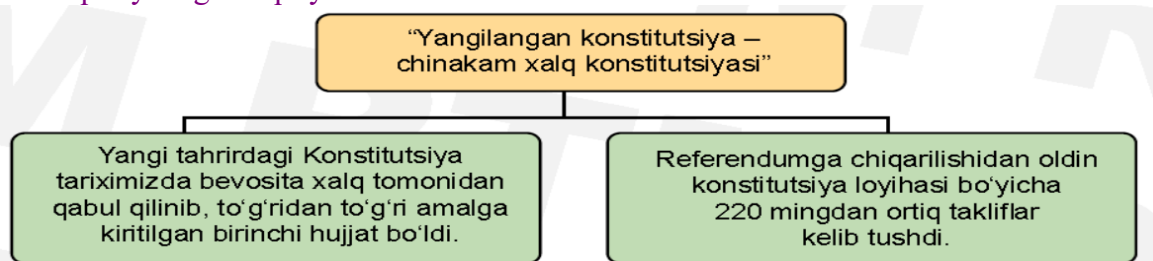 “Yangilangan konstitutsiya –
chinakam xalq konstitutsiyasi”
Yangi tahrirdagi Konstitutsiya
tariximizda bevosita xalq tomonidan
qabul qilinib, to‘g‘ridan to‘g‘ri amalga
kiritilgan birinchi hujjat bo‘ldi.
Referendumga chiqarilishidan oldin
konstitutsiya loyihasi bo‘yicha
220 mingdan ortiq takliflar
kelib tushdi.